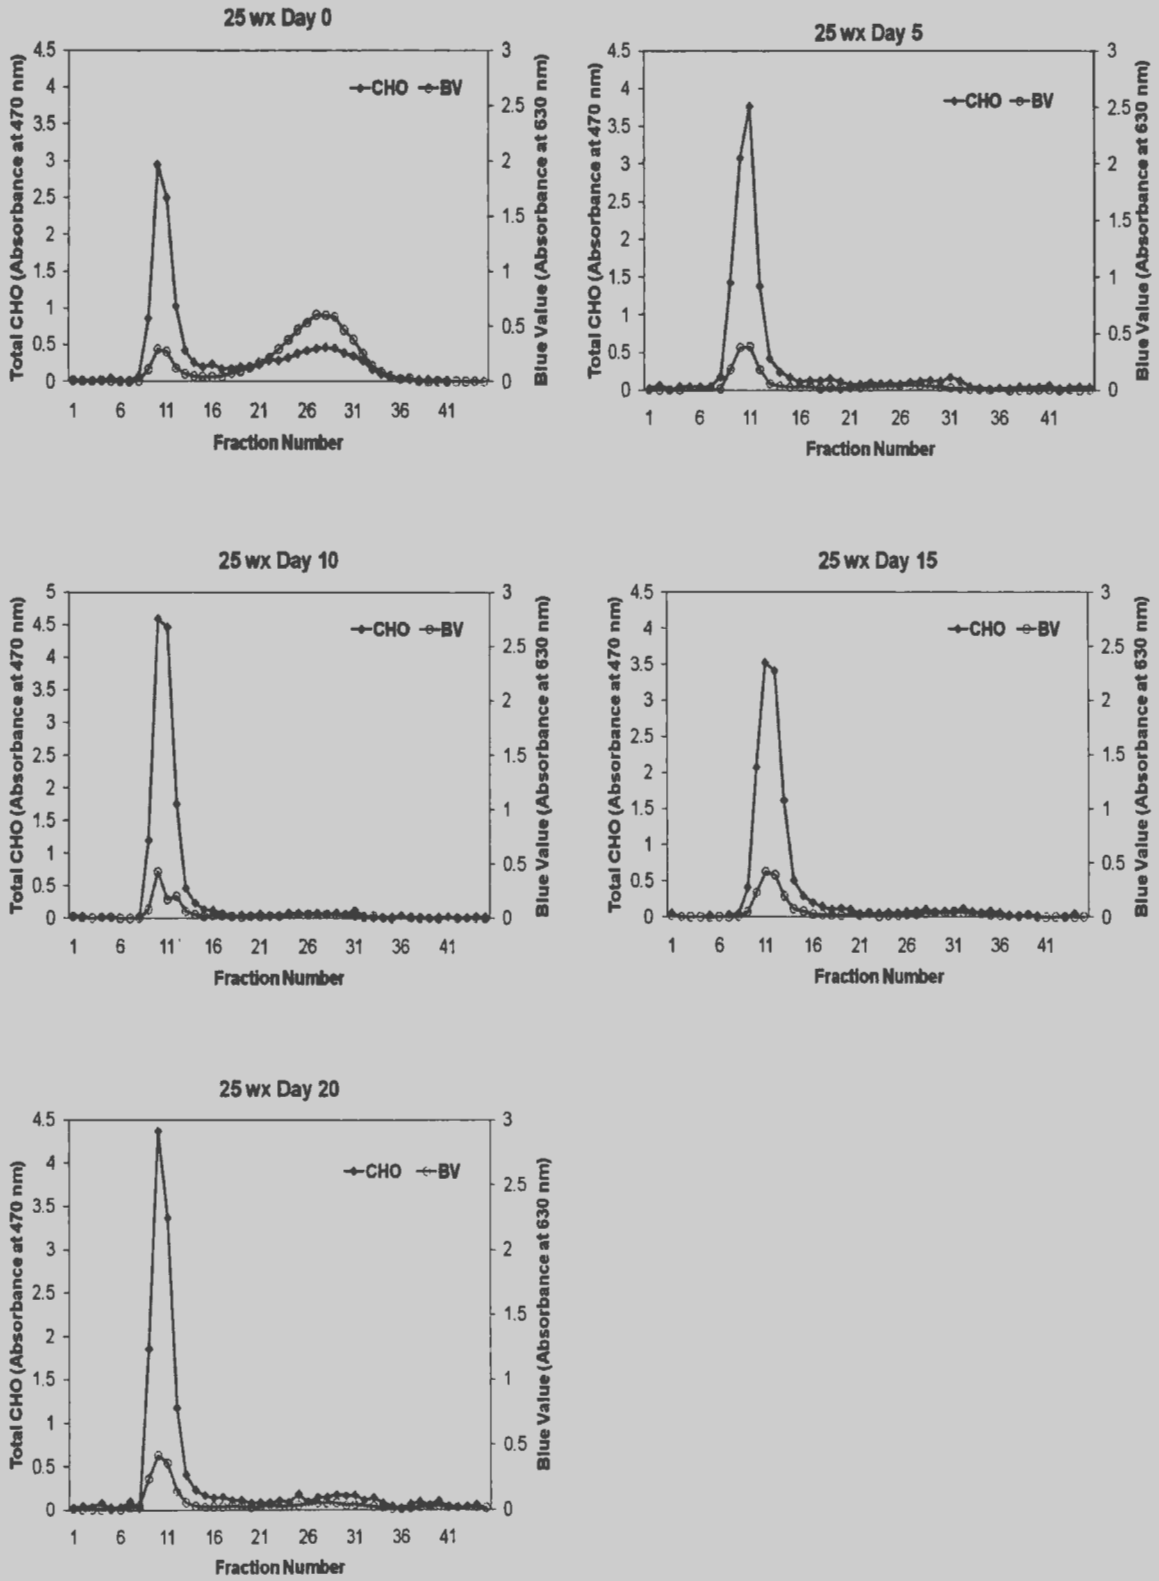 25 wx Day 0
Total CHO (Absorbance at 470 nm)
4.5
4
3.5
3
2.5
2
1.5
1
0.5
0
CHO BV
3
2.5
2
1.5
1
0.5
0
Blue Value (Absorbance at 630 nm)
1 6 11 16 21 26 31 36 41
Fraction Number
25 wx Day 5
Total CHO (Absorbance at 470 nm)
4.5
4
3.5
3
2.5
2
1.5
1
0.5
0
CHO BV
3
2.5
2
1.5
1
0.5
0
Blue Value (Absorbance at 630 nm)
1 6 11 16 21 26 31 36 41
Fraction Number
25 wx Day 10
Total CHO (Absorbance at 470 nm)
5
4.5
4
3.5
3
2.5
2
1.5
1
0.5
0
CHO BV
3
2.5
2
1.5
1
0.5
0
Blue Value (Absorbance at 630 nm)
1 6 11 16 21 26 31 36 41
Fraction Number
25 wx Day 15
Total CHO (Absorbance at 470 nm)
4.5
4
3.5
3
2.5
2
1.5
1
0.5
0
CHO BV
3
2.5
2
1.5
1
0.5
0
Blue Value (Absorbance at 630 nm)
1 6 11 16 21 26 31 36 41
Fraction Number
25 wx Day 20
Total CHO (Absorbance at 470 nm)
4.5
4
3.5
3
2.5
2
1.5
1
0.5
0
CHO BV
3
2.5
2
1.5
1
0.5
0
Blue Value (Absorbance at 630 nm)
1 6 11 16 21 26 31 36 41
Fraction Number